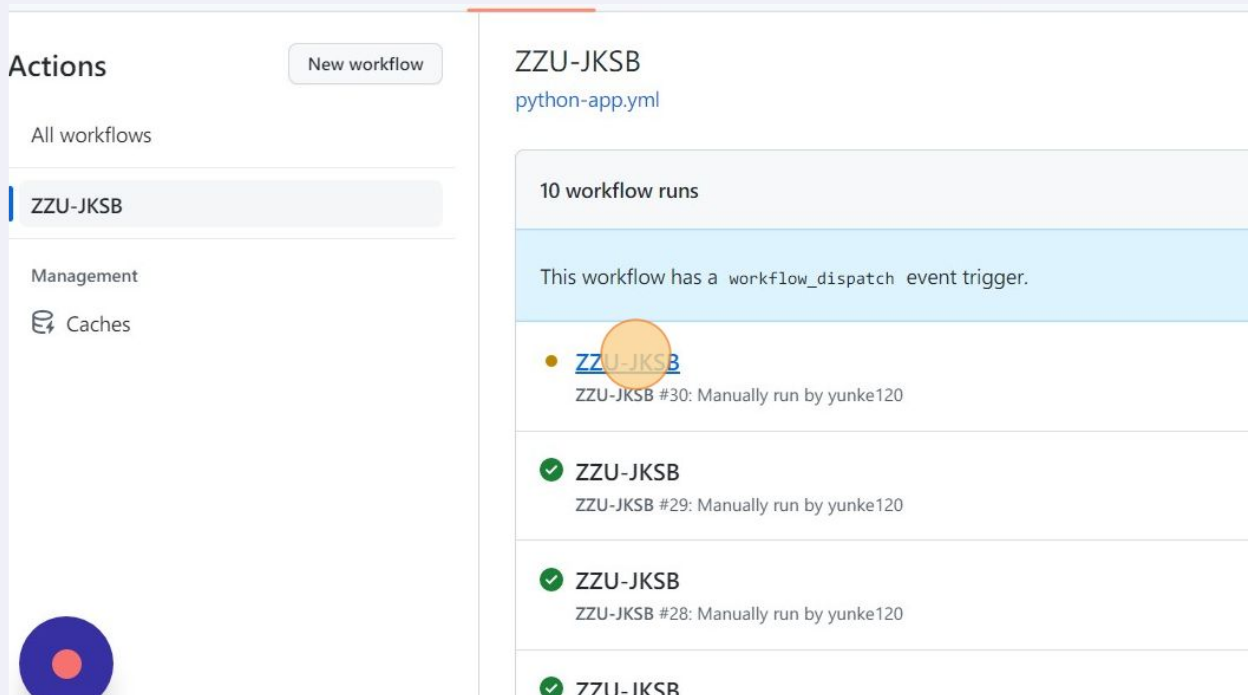 Actions
New workflow
All workflows
ZZU-JKSB
Management
Caches
ZZU-JKSB
python-app.yml
10 workflow runs
This workflow has a workflow_dispatch event trigger.
ZZU-JKSB
ZZU-JKSB #30: Manually run by yunke120
ZZU-JKSB
ZZU-JKSB #29: Manually run by yunke120
ZZU-JKSB
ZZU-JKSB #28: Manually run by yunke120
ZZU-JKSB